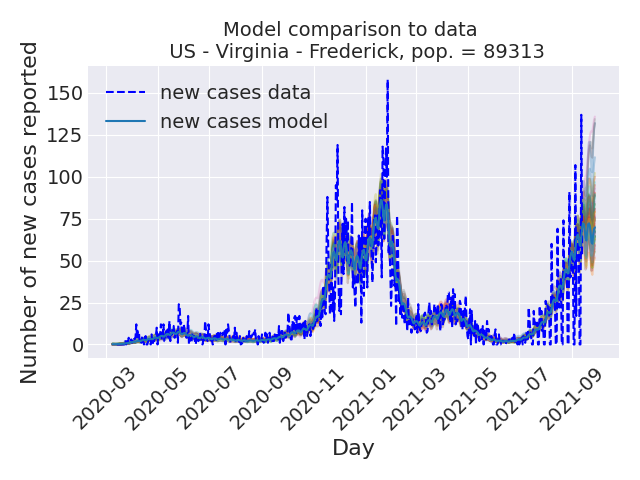 Model comparison to data
US - Virginia - Frederick, pop. = 89313
Number of new cases reported
150
125
100
75
50
25
0
new cases data
new cases model
2020-03
2020-05
2020-07
2020-09
2020-11
2021-01
2021-03
2021-05
2021-07
2021-09
Day